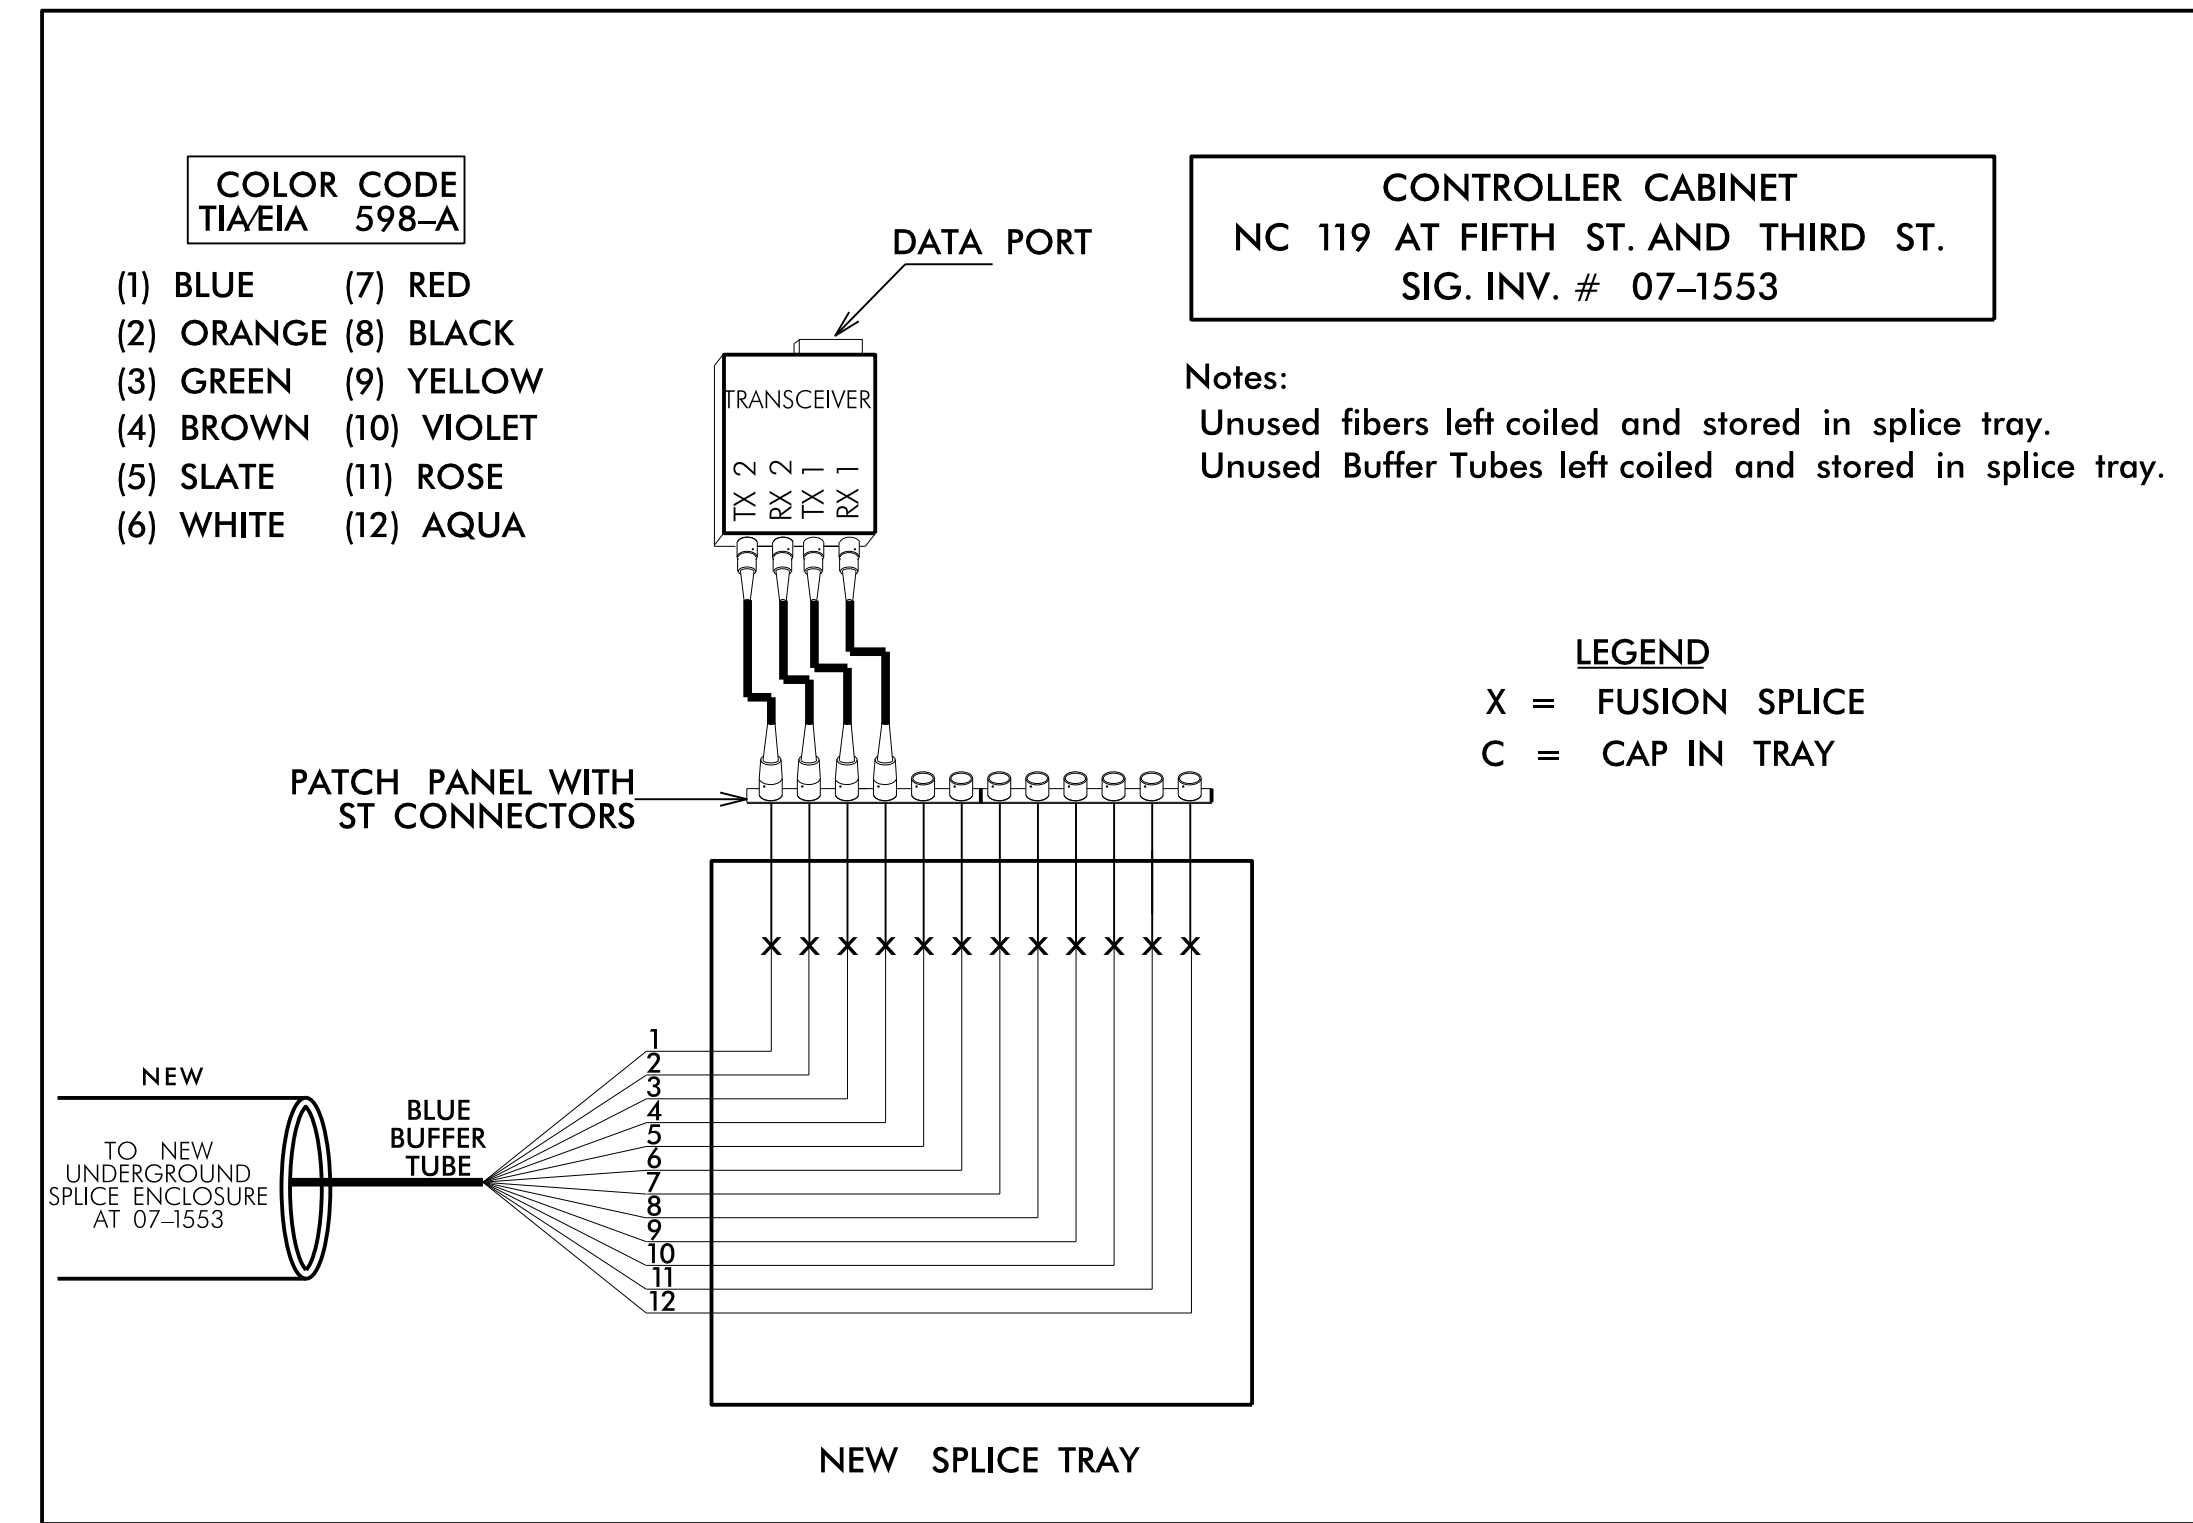 COLOR CODE
TIA/EIA 598-A
(1) BLUE (7) RED
(2) ORANGE (8) BLACK
(3) GREEN (9) YELLOW
(4) BROWN (10) VIOLET
(5) SLATE (11) ROSE
(6) WHITE (12) AQUA
DATA PORT
TRANSCEIVER
TX 2
RX 2
TX 1
RX 1
CONTROLLER CABINET
NC 119 AT FIFTH ST. AND THIRD ST.
SIG. INV. # 07-1553
Notes:
Unused fibers left coiled and stored in splice tray.
Unused Buffer Tubes left coiled and stored in splice tray.
LEGEND
X = FUSION SPLICE
C = CAP IN TRAY
PATCH PANEL WITH
ST CONNECTORS
X X X X X X X X X X X X
NEW
TO NEW
UNDERGROUND
SPLICE ENCLOSURE
AT 07-1553
BLUE
BUFFER
TUBE
1
2
3
4
5
6
7
8
9
10
11
12
NEW SPLICE TRAY